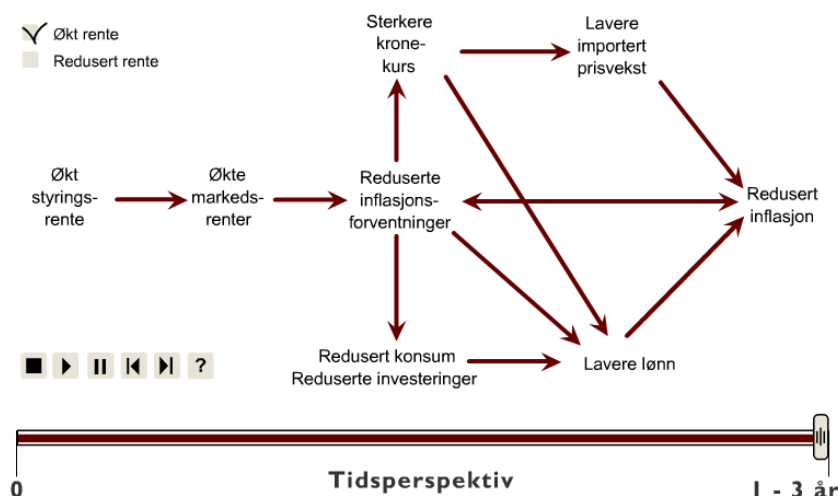 Økt rente
Redusert rente
Sterkere
krone-
kurs
Lavere
importert
prisvekst
Økt
styrings-
rente
Økte
markeds-
renter
Reduserte
inflasjons-
forventninger
Redusert
inflasjon
Redusert konsum
Reduserte investeringer
Lavere lønn
?
0
Tidsperspektiv
1 - 3 år